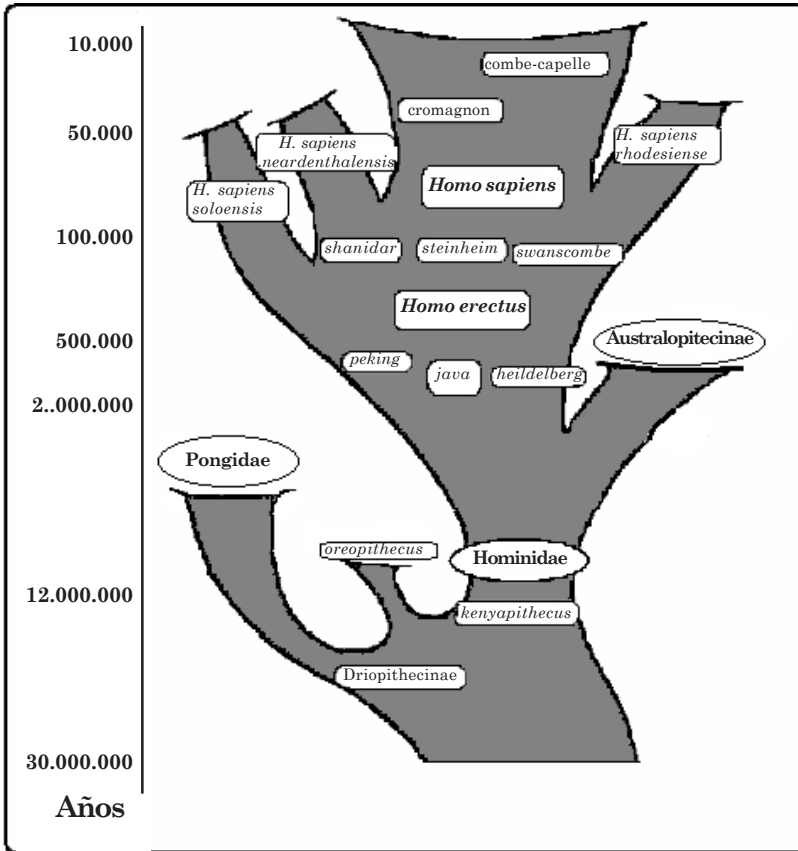 10.000
combe-capelle
cromagnon
50.000
H. sapiens
neardenthalensis
H. sapiens
rhodesiense
Homo sapiens
H. sapiens
soloensis
100.000
shanidar
steinheim
swanscombe
Homo erectus
500.000
Australopitecinae
peking
java
heildelberg
2..000.000
Pongidae
oreopithecus
Hominidae
12.000.000
kenyapithecus
Driopithecinae
30.000.000
Años